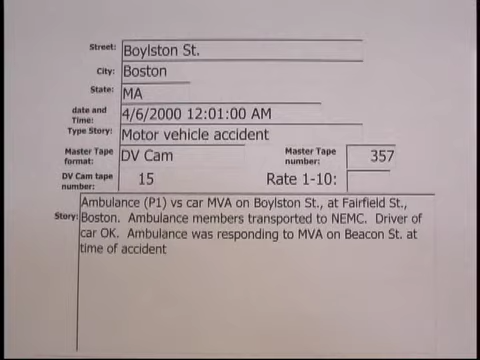 Street: Boylston St.
City: Boston
State: MA
date and Time: 4/6/2000 12:01:00 AM
Type Story: Motor vehicle accident
Master Tape format: DV Cam Master Tape number: 357
DV Cam tape number: 15 Rate 1-10:
Story: Ambulance (P1) vs car MVA on Boylston St., at Fairfield St.,
Boston. Ambulance members transported to NEMC. Driver of
car OK. Ambulance was responding to MVA on Beacon St. at
time of accident